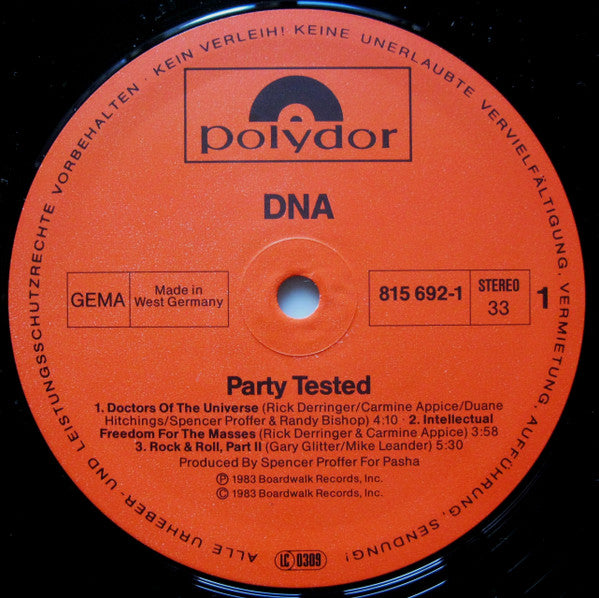 ALLE URHEBER- UND LEISTUNGSSCHUTZRECHTE VORBEHALTEN · KEIN VERLEIH! KEINE UNERLAUBTE VERVIELFÄLTIGUNG, VERMIETUNG, AUFFÜHRUNG, SENDUNG!
polydor
DNA
GEMA
Made in
West Germany
815 692-1
STEREO
33
1
Party Tested
1. Doctors Of The Universe (Rick Derringer/Carmine Appice/Duane
Hitchings/Spencer Proffer & Randy Bishop) 4:10 · 2. Intellectual
Freedom For The Masses (Rick Derringer & Carmine Appice) 3:58
3. Rock & Roll, Part II (Gary Glitter/Mike Leander) 5:30
Produced By Spencer Proffer For Pasha
Ⓟ 1983 Boardwalk Records, Inc.
© 1983 Boardwalk Records, Inc.
LC 0309